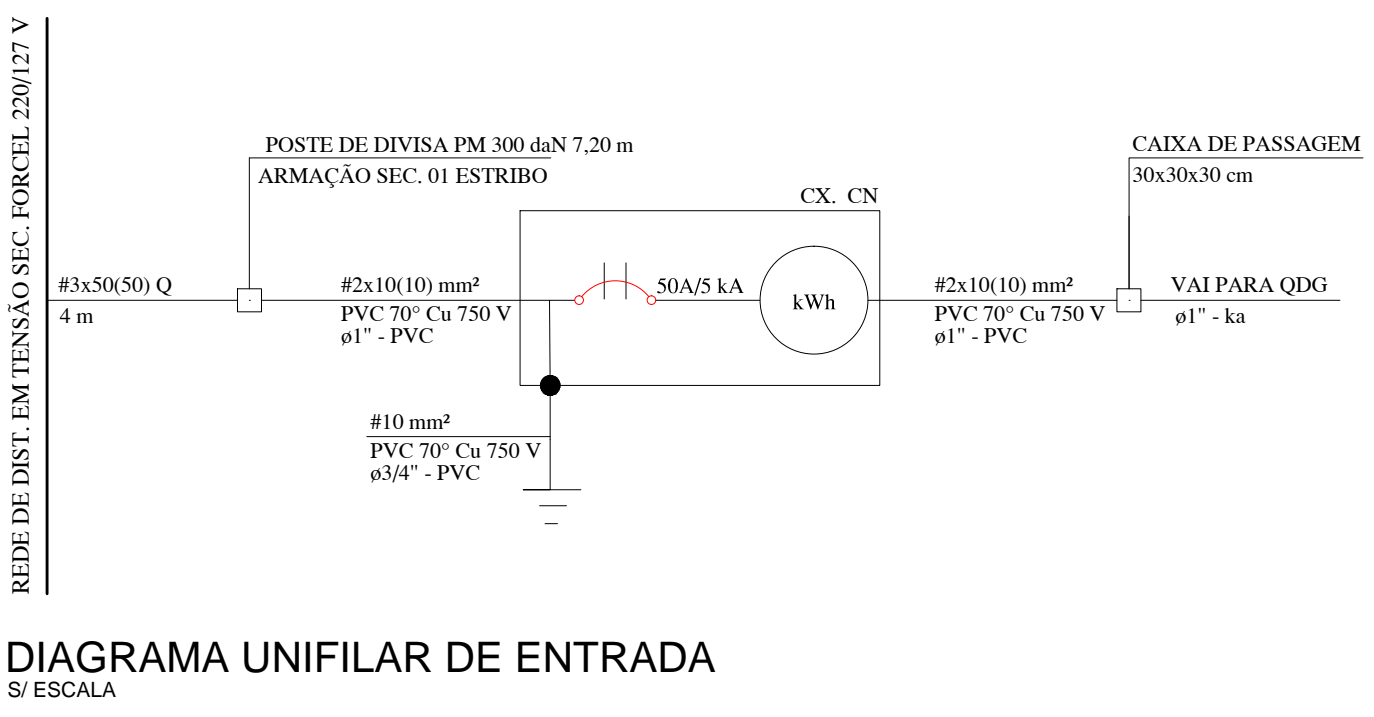 REDE DE DIST. EM TENSÃO SEC. FORCEL 220/127 V
POSTE DE DIVISA PM 300 daN 7,20 m
ARMAÇÃO SEC. 01 ESTRIBO
CAIXA DE PASSAGEM
30x30x30 cm
CX. CN
#3x50(50) Q
4 m
#2x10(10) mm²
PVC 70° Cu 750 V
ø1" - PVC
50A/5 kA
kWh
#2x10(10) mm²
PVC 70° Cu 750 V
ø1" - PVC
VAI PARA QDG
ø1" - ka
#10 mm²
PVC 70° Cu 750 V
ø3/4" - PVC
DIAGRAMA UNIFILAR DE ENTRADA
S/ ESCALA